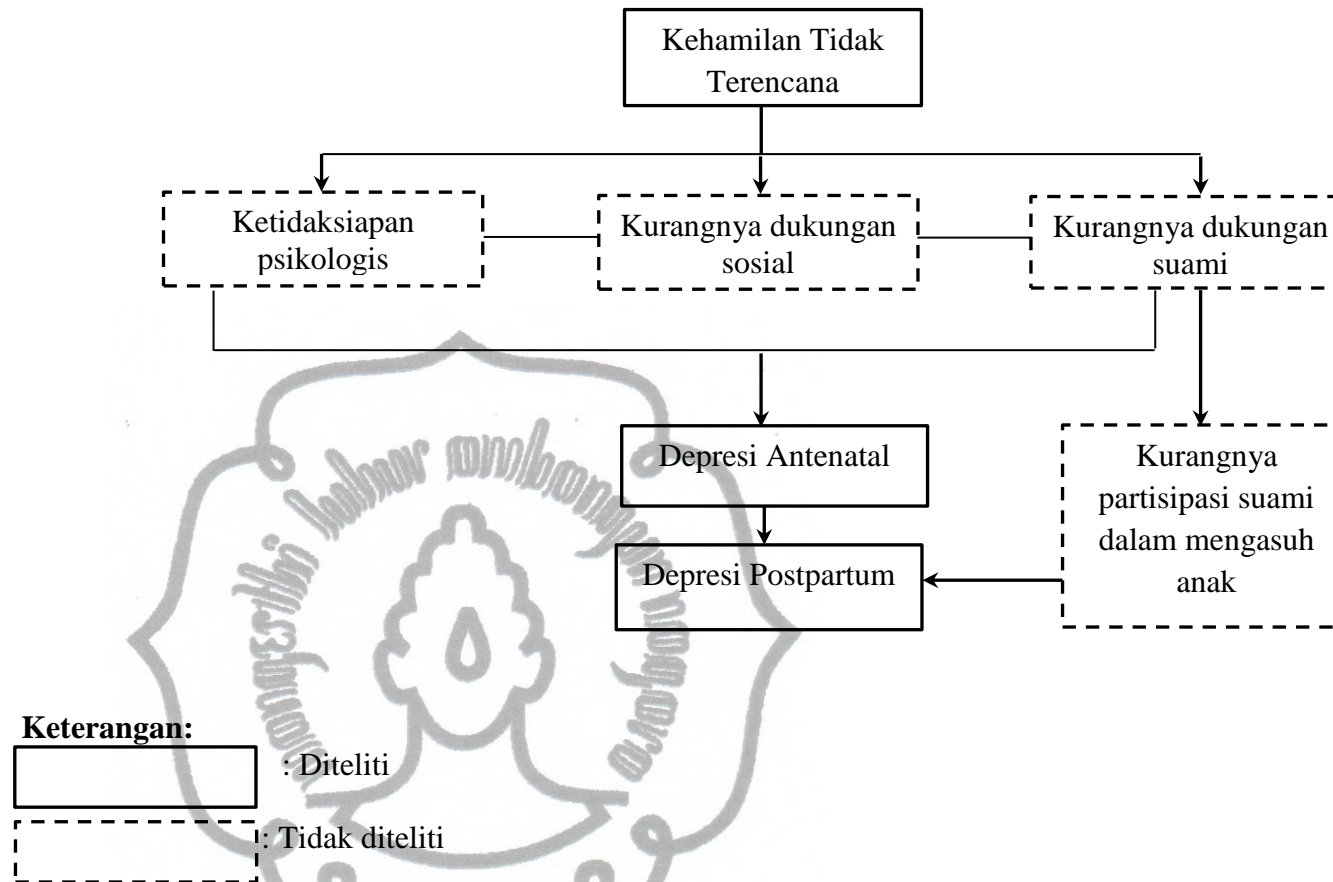 Kehamilan Tidak
Terencana
Ketidaksiapan
psikologis
Kurangnya dukungan
sosial
Kurangnya dukungan
suami
Depresi Antenatal
Kurangnya
partisipasi suami
dalam mengasuh
anak
Depresi Postpartum
Keterangan:
: Diteliti
: Tidak diteliti